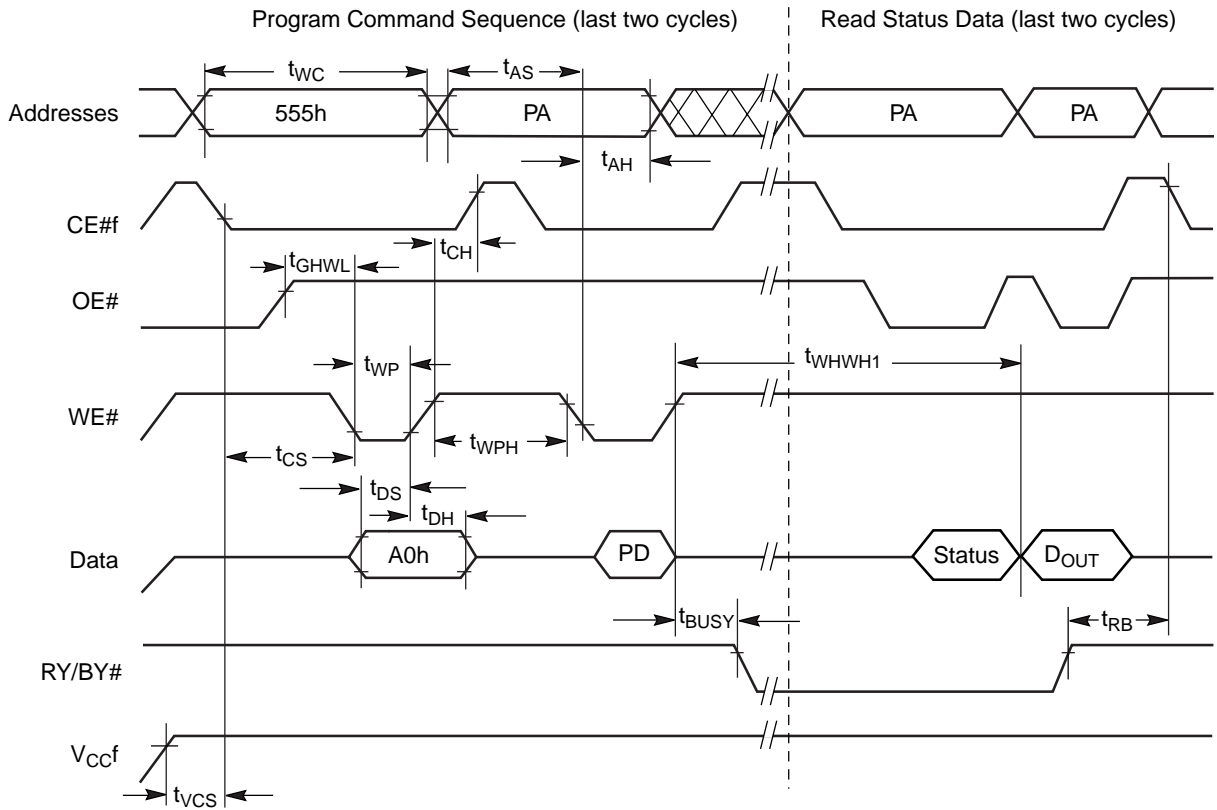 Program Command Sequence (last two cycles)
Read Status Data (last two cycles)
tWC
tAS
Addresses
555h
PA
PA
PA
tAH
CE#f
tCH
tGHWL
OE#
tWP
tWHWH1
WE#
tCS
tWPH
tDS
tDH
Data
A0h
PD
Status
DOUT
tBUSY
tRB
RY/BY#
VCCf
tVCS